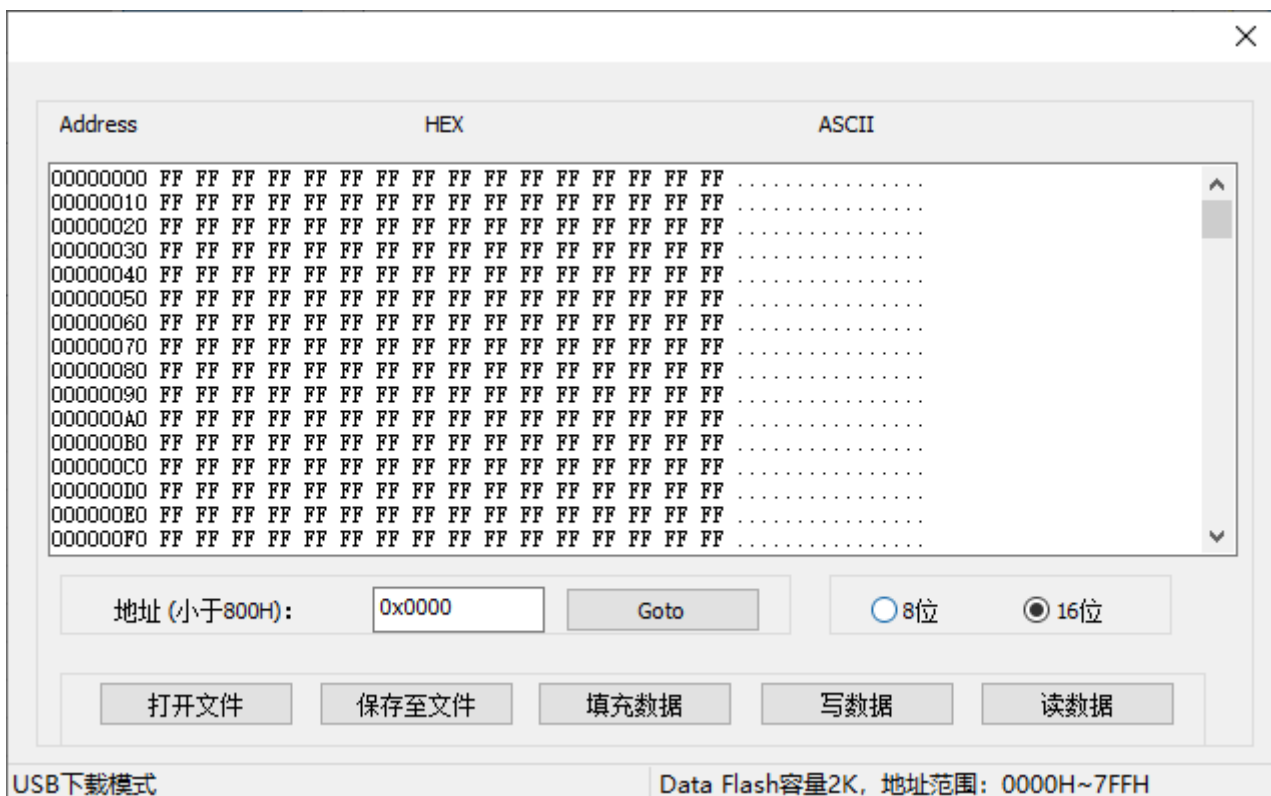 Address HEX ASCII
00000000 FF FF FF FF FF FF FF FF FF FF FF FF FF FF FF FF ................
00000010 FF FF FF FF FF FF FF FF FF FF FF FF FF FF FF FF ................
00000020 FF FF FF FF FF FF FF FF FF FF FF FF FF FF FF FF ................
00000030 FF FF FF FF FF FF FF FF FF FF FF FF FF FF FF FF ................
00000040 FF FF FF FF FF FF FF FF FF FF FF FF FF FF FF FF ................
00000050 FF FF FF FF FF FF FF FF FF FF FF FF FF FF FF FF ................
00000060 FF FF FF FF FF FF FF FF FF FF FF FF FF FF FF FF ................
00000070 FF FF FF FF FF FF FF FF FF FF FF FF FF FF FF FF ................
00000080 FF FF FF FF FF FF FF FF FF FF FF FF FF FF FF FF ................
00000090 FF FF FF FF FF FF FF FF FF FF FF FF FF FF FF FF ................
000000A0 FF FF FF FF FF FF FF FF FF FF FF FF FF FF FF FF ................
000000B0 FF FF FF FF FF FF FF FF FF FF FF FF FF FF FF FF ................
000000C0 FF FF FF FF FF FF FF FF FF FF FF FF FF FF FF FF ................
000000D0 FF FF FF FF FF FF FF FF FF FF FF FF FF FF FF FF ................
000000E0 FF FF FF FF FF FF FF FF FF FF FF FF FF FF FF FF ................
000000F0 FF FF FF FF FF FF FF FF FF FF FF FF FF FF FF FF ................
地址 (小于800H): 0x0000 Goto 8位 16位
打开文件 保存至文件 填充数据 写数据 读数据
USB下载模式 Data Flash容量2K，地址范围：0000H~7FFH